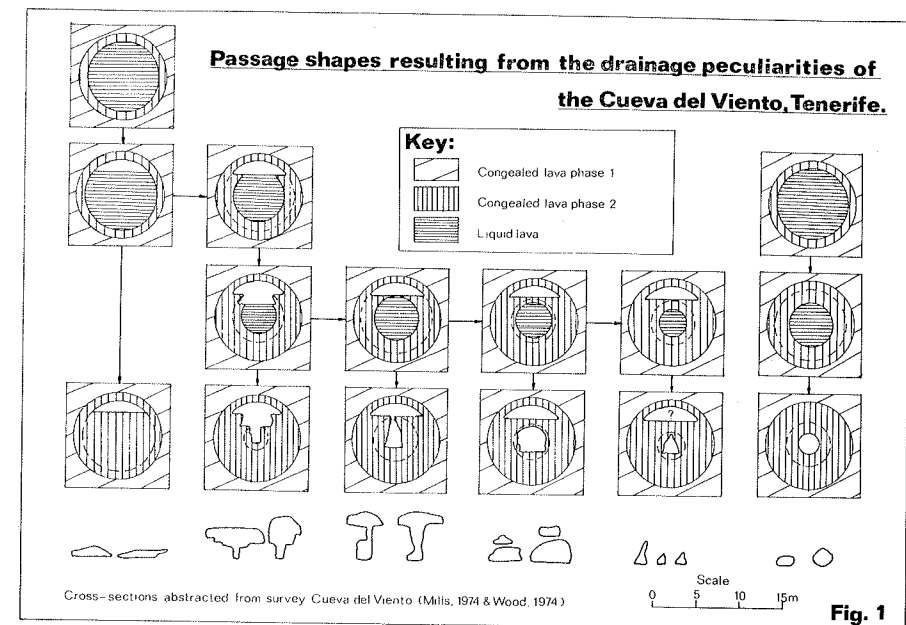 Passage shapes resulting from the drainage peculiarities of
the Cueva del Viento, Tenerife.
Key:
Congealed lava phase 1
Congealed lava phase 2
Liquid lava
?
Cross-sections abstracted from survey Cueva del Viento (Mills, 1974 & Wood, 1974)
Scale
0 5 10 15m
Fig. 1